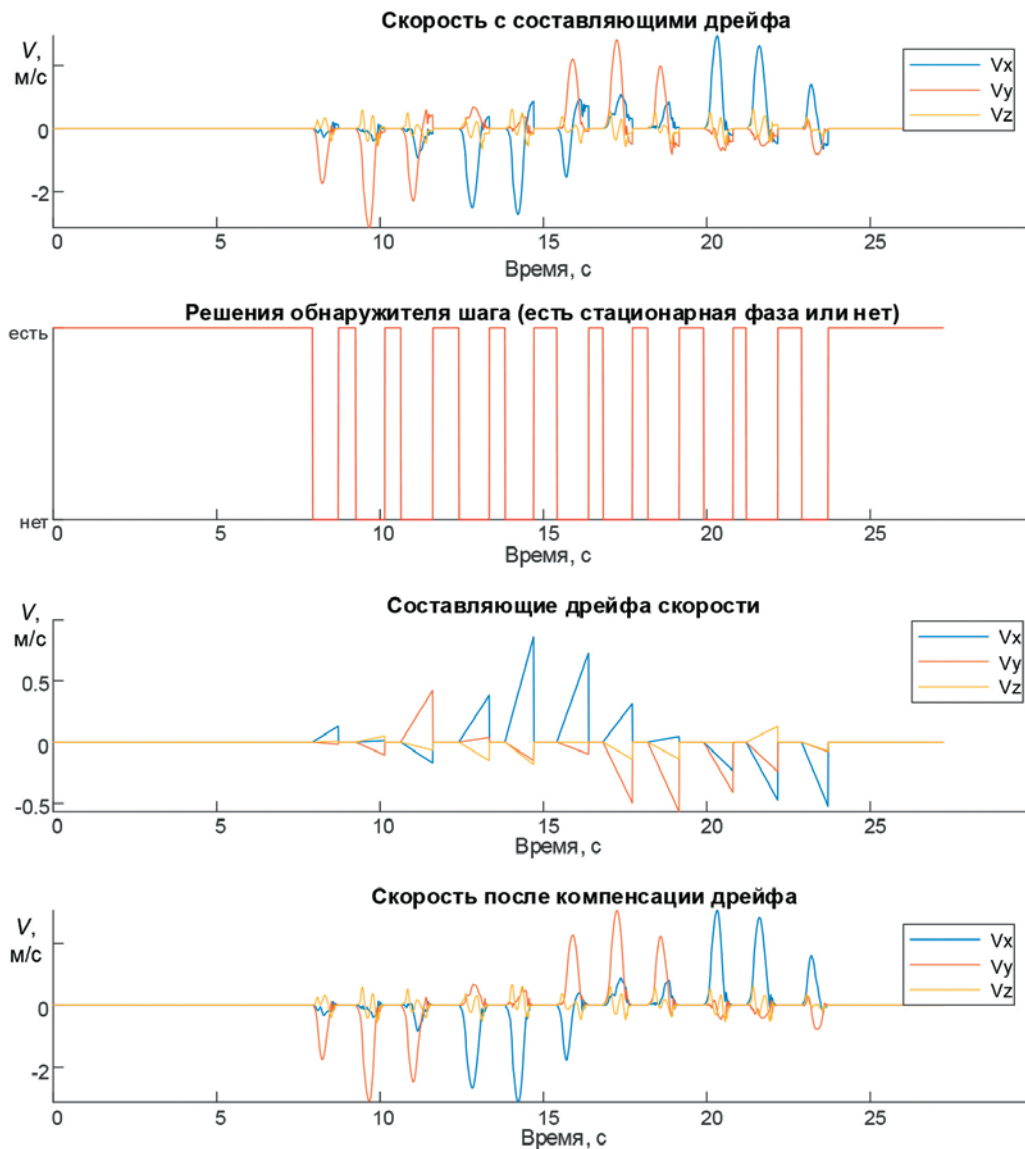 Скорость с составляющими дрейфа
V,
м/с
Vx
Vy
Vz
0
-2
0 5 10 15 20 25
Время, с
Решения обнаружителя шага (есть стационарная фаза или нет)
есть
нет
0 5 10 15 20 25
Время, с
Составляющие дрейфа скорости
V,
м/с
Vx
Vy
Vz
0.5
0
-0.5
0 5 10 15 20 25
Время, с
Скорость после компенсации дрейфа
V,
м/с
Vx
Vy
Vz
0
-2
0 5 10 15 20 25
Время, с